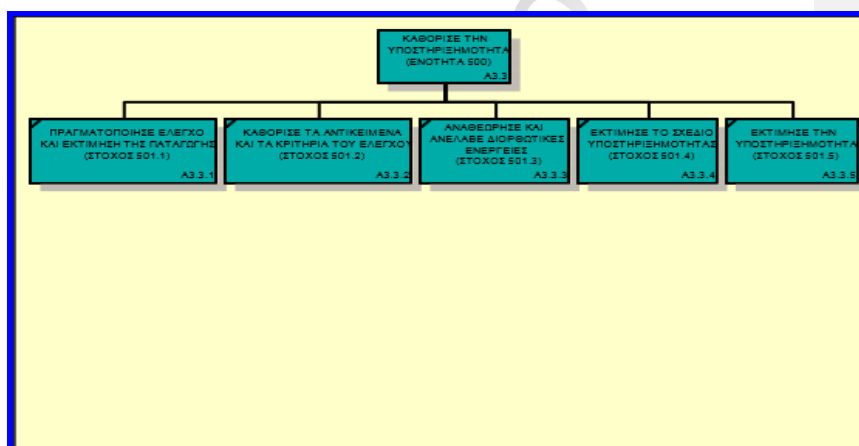 ΚΑΘΟΡΙΣΕ ΤΗΝ
ΥΠΟΣΤΗΡΙΞΗΜΟΤΗΤΑ
(ΕΝΟΤΗΤΑ 500)
A3.3
ΠΡΑΓΜΑΤΟΠΟΙΗΣΕ ΕΛΕΓΧΟ
ΚΑΙ ΕΚΤΙΜΗΣΗ ΤΗΣ ΠΑΤΑΓΩΓΗΣ
(ΣΤΟΧΟΣ 501.1)
A3.3.1
ΚΑΘΟΡΙΣΕ ΤΑ ΑΝΤΙΚΕΙΜΕΝΑ
ΚΑΙ ΤΑ ΚΡΙΤΗΡΙΑ ΤΟΥ ΕΛΕΓΧΟΥ
(ΣΤΟΧΟΣ 501.2)
A3.3.2
ΑΝΑΘΕΩΡΗΣΕ ΚΑΙ
ΑΝΕΛΑΒΕ ΔΙΟΡΘΩΤΙΚΕΣ
ΕΝΕΡΓΕΙΕΣ
(ΣΤΟΧΟΣ 501.3)
A3.3.3
ΕΚΤΙΜΗΣΕ ΤΟ ΣΧΕΔΙΟ
ΥΠΟΣΤΗΡΙΞΗΜΟΤΗΤΑΣ
(ΣΤΟΧΟΣ 501.4)
A3.3.4
ΕΚΤΙΜΗΣΕ ΤΗΝ
ΥΠΟΣΤΗΡΙΞΗΜΟΤΗΤΑ
(ΣΤΟΧΟΣ 501.5)
A3.3.5